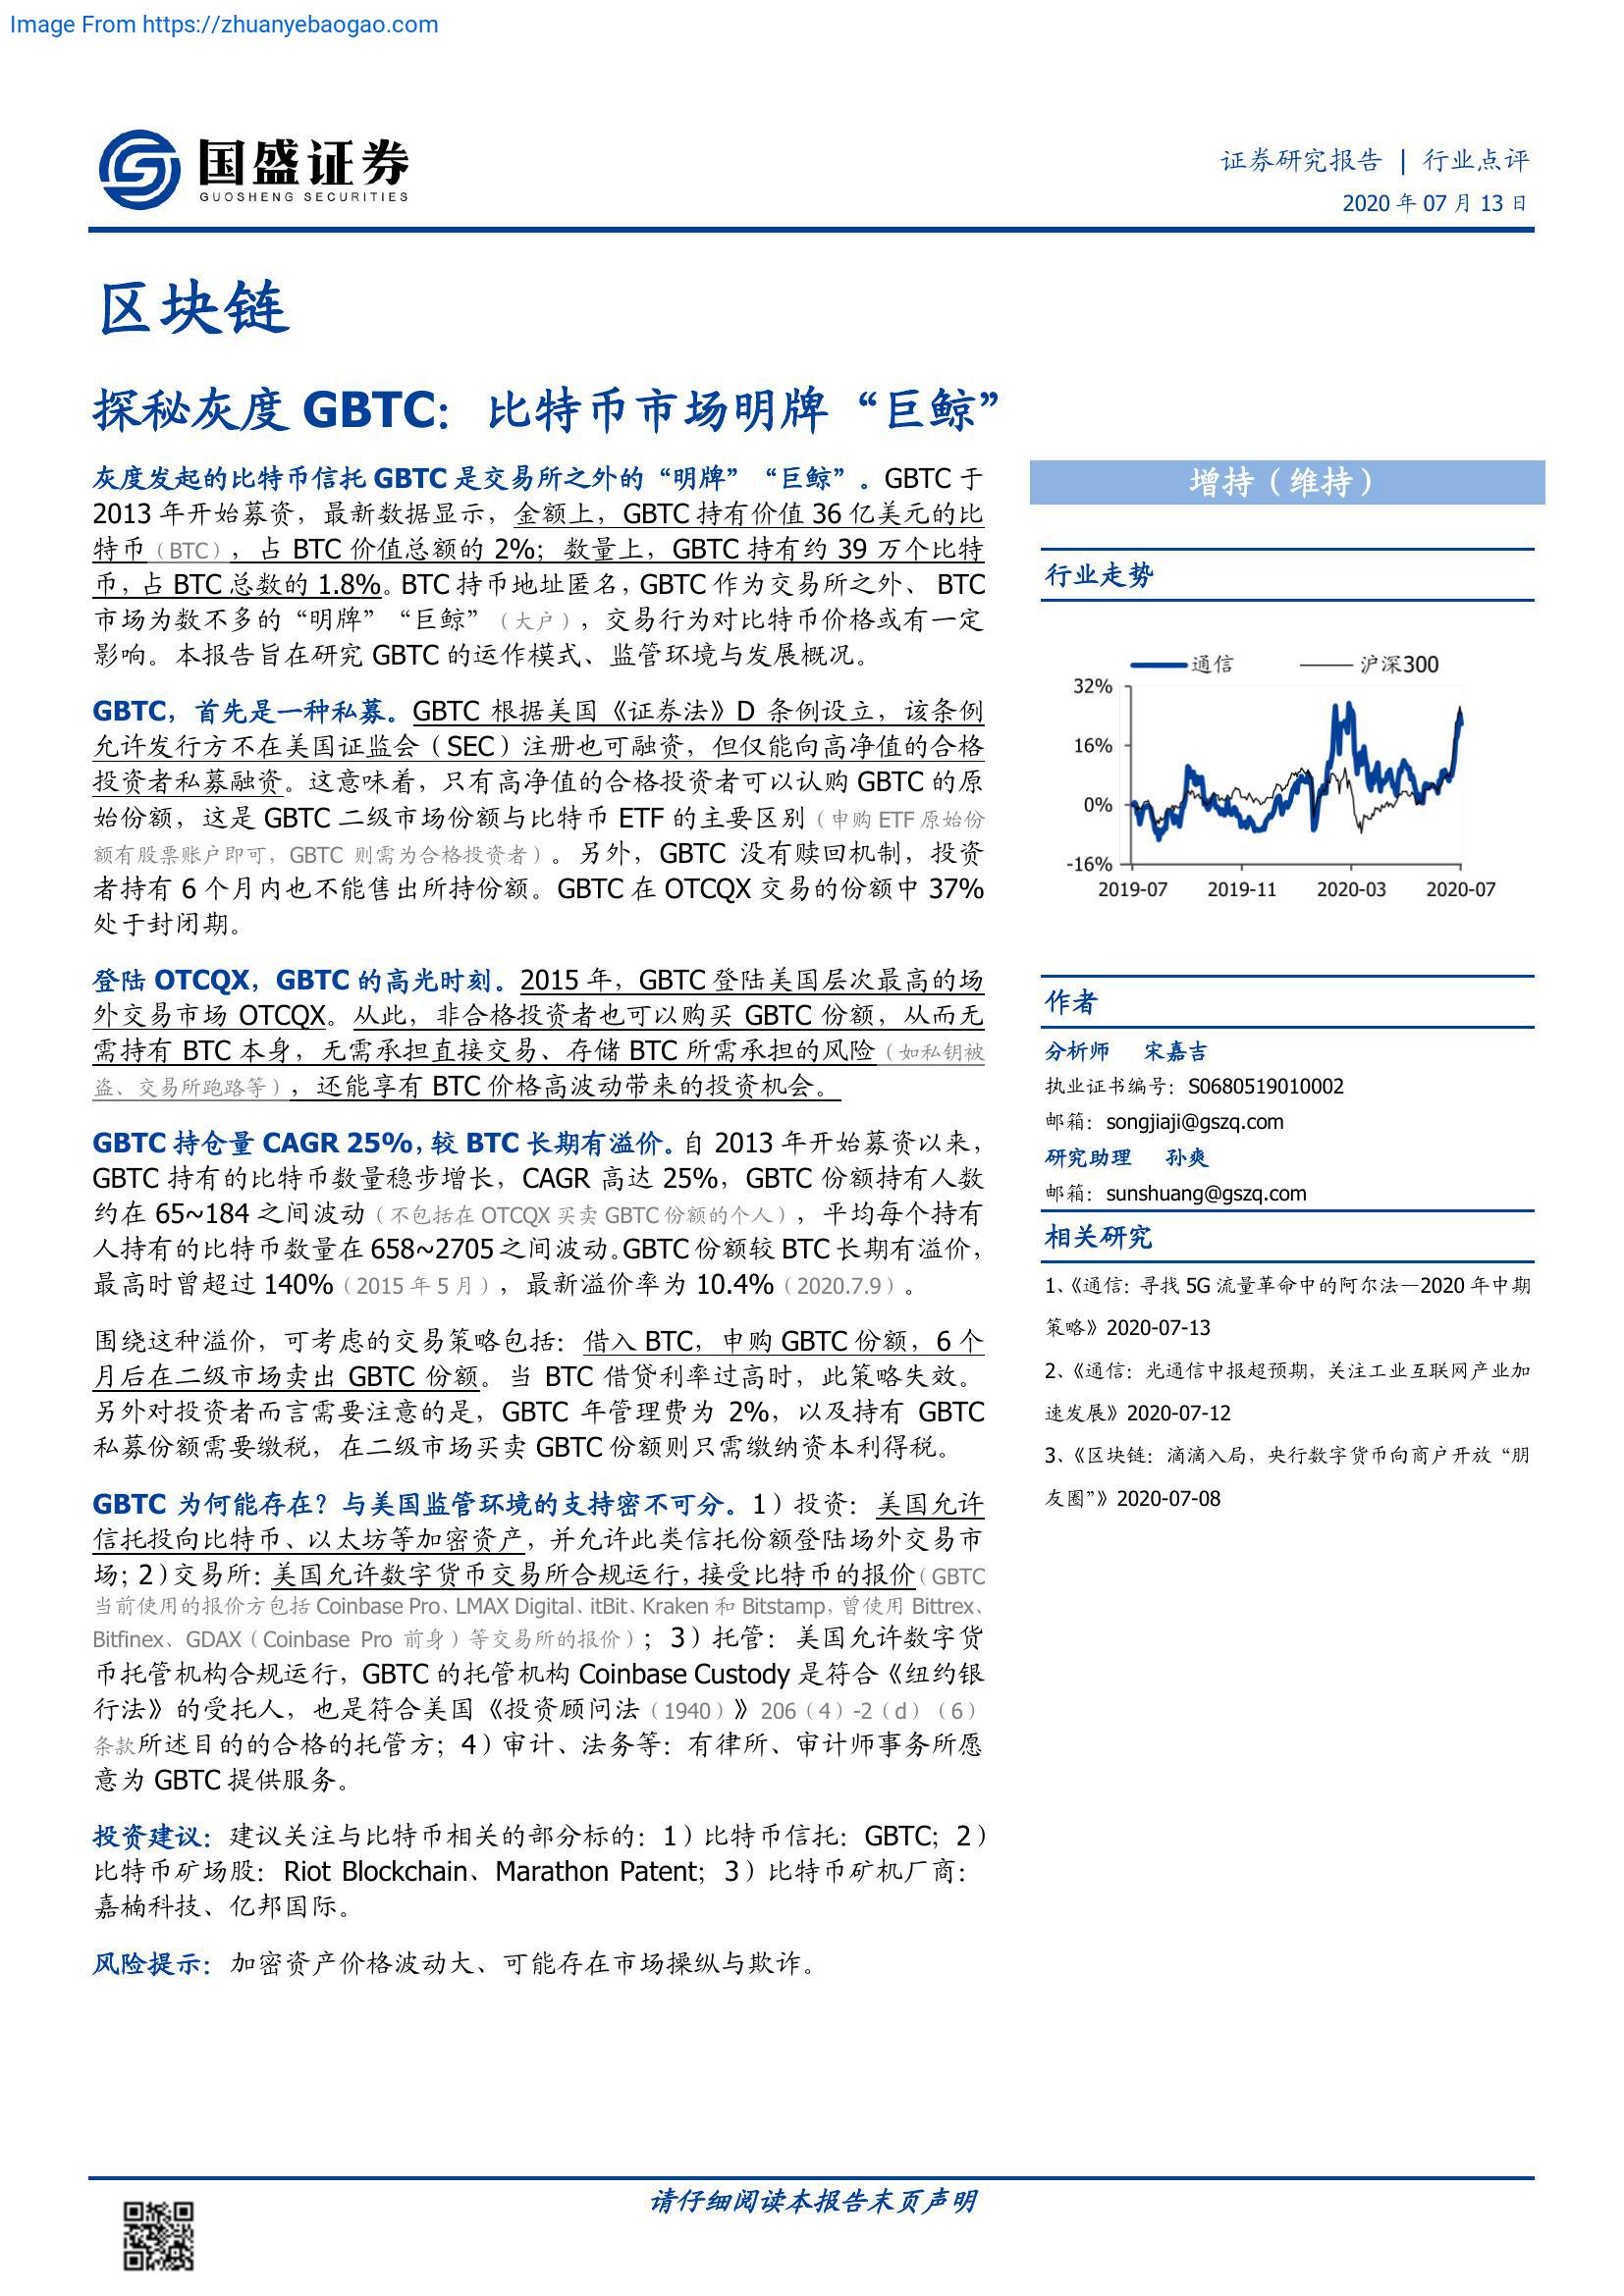 Image From https://zhuanyebaogao.com
国盛证券
GUOSHENG SECURITIES
证券研究报告 | 行业点评
2020 年 07 月 13 日
区块链
探秘灰度 GBTC：比特币市场明牌“巨鲸”
灰度发起的比特币信托 GBTC 是交易所之外的“明牌”“巨鲸”。GBTC 于
2013 年开始募资，最新数据显示，金额上，GBTC 持有价值 36 亿美元的比
特币（BTC），占 BTC 价值总额的 2%；数量上，GBTC 持有约 39 万个比特
币，占 BTC 总数的 1.8%。BTC 持币地址匿名，GBTC 作为交易所之外、BTC
市场为数不多的“明牌”“巨鲸”（大户），交易行为对比特币价格或有一定
影响。本报告旨在研究 GBTC 的运作模式、监管环境与发展概况。
GBTC，首先是一种私募。GBTC 根据美国《证券法》D 条例设立，该条例
允许发行方不在美国证监会（SEC）注册也可融资，但仅能向高净值的合格
投资者私募融资。这意味着，只有高净值的合格投资者可以认购 GBTC 的原
始份额，这是 GBTC 二级市场份额与比特币 ETF 的主要区别（申购 ETF 原始份
额有股票账户即可，GBTC 则需为合格投资者）。另外，GBTC 没有赎回机制，投资
者持有 6 个月内也不能售出所持份额。GBTC 在 OTCQX 交易的份额中 37%
处于封闭期。
登陆 OTCQX，GBTC 的高光时刻。2015 年，GBTC 登陆美国层次最高的场
外交易市场 OTCQX。从此，非合格投资者也可以购买 GBTC 份额，从而无
需持有 BTC 本身，无需承担直接交易、存储 BTC 所需承担的风险（如私钥被
盗、交易所跑路等），还能享有 BTC 价格高波动带来的投资机会。
GBTC 持仓量 CAGR 25%，较 BTC 长期有溢价。自 2013 年开始募资以来，
GBTC 持有的比特币数量稳步增长，CAGR 高达 25%，GBTC 份额持有人数
约在 65~184 之间波动（不包括在 OTCQX 买卖 GBTC 份额的个人），平均每个持有
人持有的比特币数量在 658~2705 之间波动。GBTC 份额较 BTC 长期有溢价，
最高时曾超过 140%（2015 年 5 月），最新溢价率为 10.4%（2020.7.9）。
围绕这种溢价，可考虑的交易策略包括：借入 BTC，申购 GBTC 份额，6 个
月后在二级市场卖出 GBTC 份额。当 BTC 借贷利率过高时，此策略失效。
另外对投资者而言需要注意的是，GBTC 年管理费为 2%，以及持有 GBTC
私募份额需要缴税，在二级市场买卖 GBTC 份额则只需缴纳资本利得税。
GBTC 为何能存在？与美国监管环境的支持密不可分。1）投资：美国允许
信托投向比特币、以太坊等加密资产，并允许此类信托份额登陆场外交易市
场；2）交易所：美国允许数字货币交易所合规运行，接受比特币的报价（GBTC
当前使用的报价方包括 Coinbase Pro、LMAX Digital、itBit、Kraken 和 Bitstamp，曾使用 Bittrex、
Bitfinex、GDAX（Coinbase Pro 前身）等交易所的报价）；3）托管：美国允许数字货
币托管机构合规运行，GBTC 的托管机构 Coinbase Custody 是符合《纽约银
行法》的受托人，也是符合美国《投资顾问法（1940）》206（4）-2（d）（6）
条款所述目的的合格的托管方；4）审计、法务等：有律所、审计师事务所愿
意为 GBTC 提供服务。
投资建议：建议关注与比特币相关的部分标的：1）比特币信托：GBTC；2）
比特币矿场股：Riot Blockchain、Marathon Patent；3）比特币矿机厂商：
嘉楠科技、亿邦国际。
风险提示：加密资产价格波动大、可能存在市场操纵与欺诈。
增持（维持）
行业走势
通信 沪深300
32%
16%
0%
-16%
2019-07 2019-11 2020-03 2020-07
作者
分析师 宋嘉吉
执业证书编号：S0680519010002
邮箱：songjiaji@gszq.com
研究助理 孙爽
邮箱：sunshuang@gszq.com
相关研究
1、《通信：寻找 5G 流量革命中的阿尔法—2020 年中期
策略》2020-07-13
2、《通信：光通信中报超预期，关注工业互联网产业加
速发展》2020-07-12
3、《区块链：滴滴入局，央行数字货币向商户开放“朋
友圈”》2020-07-08
请仔细阅读本报告末页声明